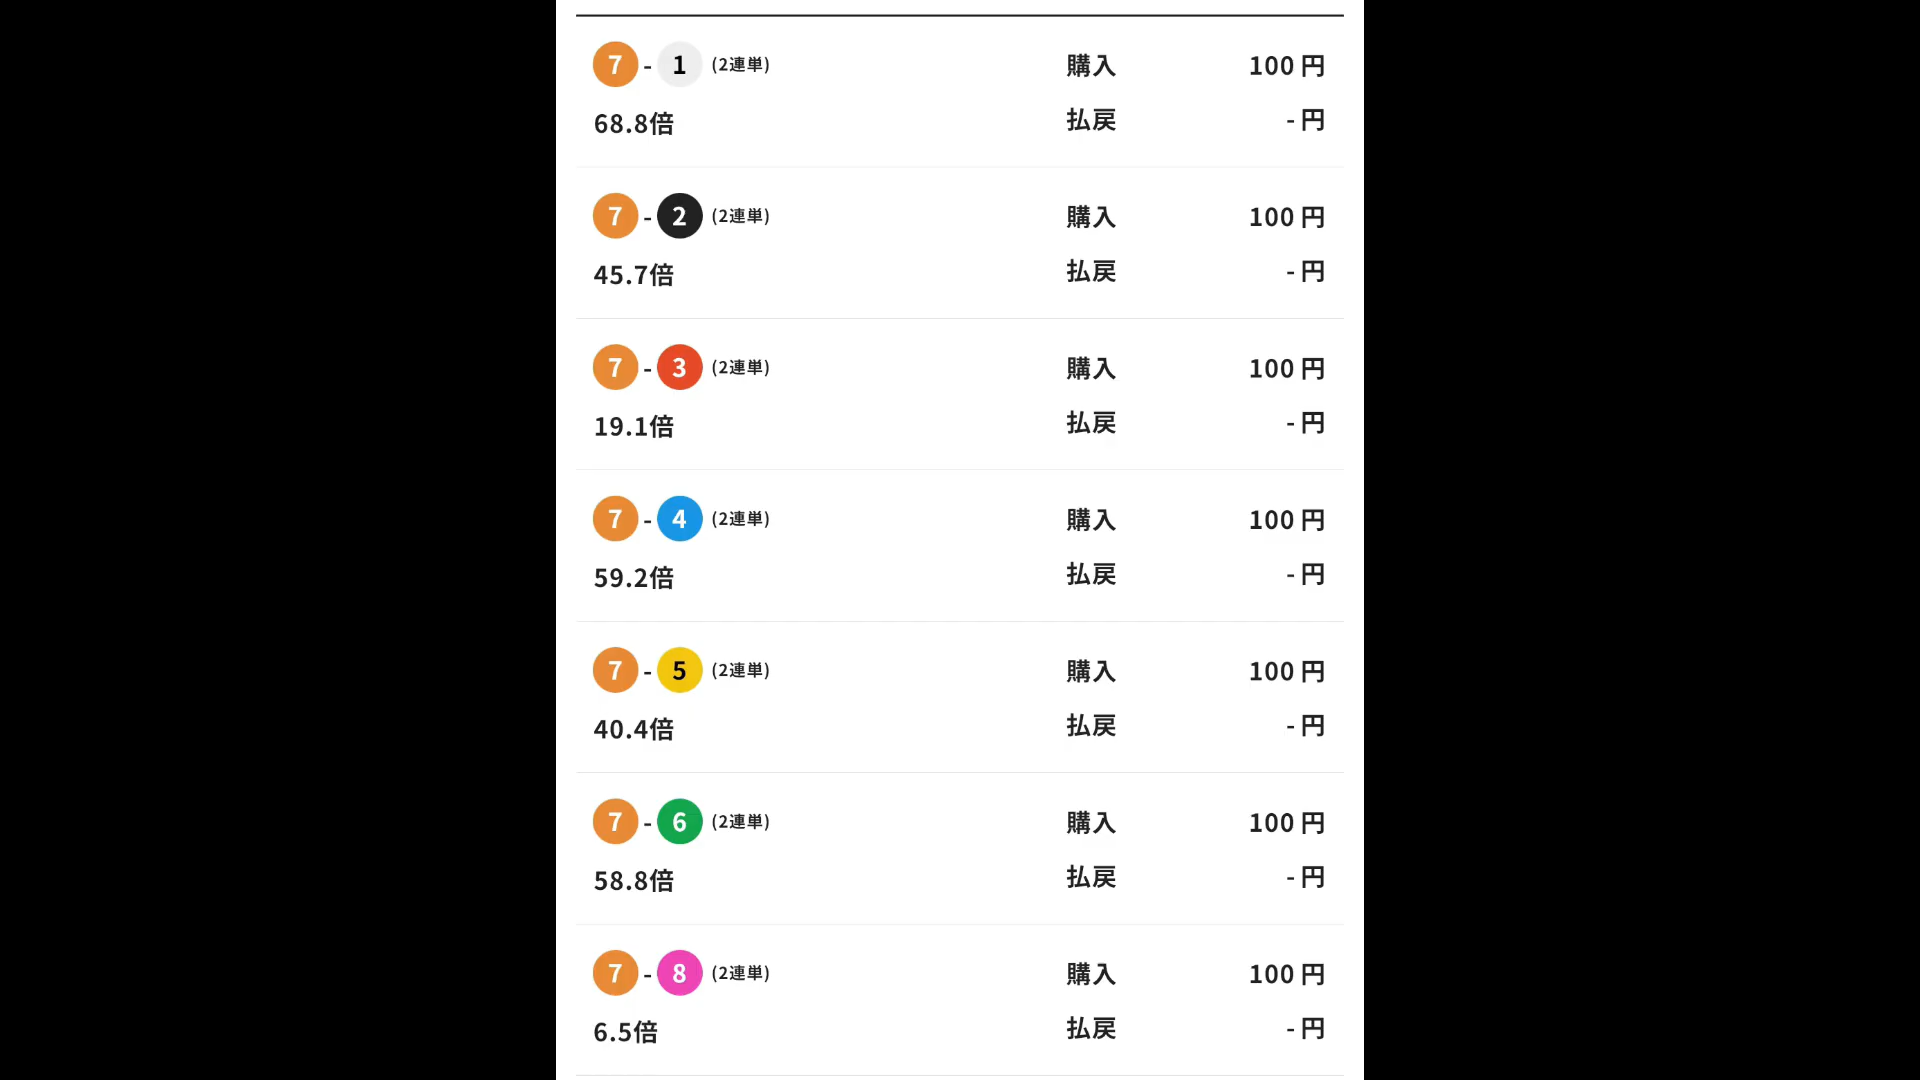 7 - 1 (2連単) 購入 100 円
68.8倍 払戻 - 円
7 - 2 (2連単) 購入 100 円
45.7倍 払戻 - 円
7 - 3 (2連単) 購入 100 円
19.1倍 払戻 - 円
7 - 4 (2連単) 購入 100 円
59.2倍 払戻 - 円
7 - 5 (2連単) 購入 100 円
40.4倍 払戻 - 円
7 - 6 (2連単) 購入 100 円
58.8倍 払戻 - 円
7 - 8 (2連単) 購入 100 円
6.5倍 払戻 - 円